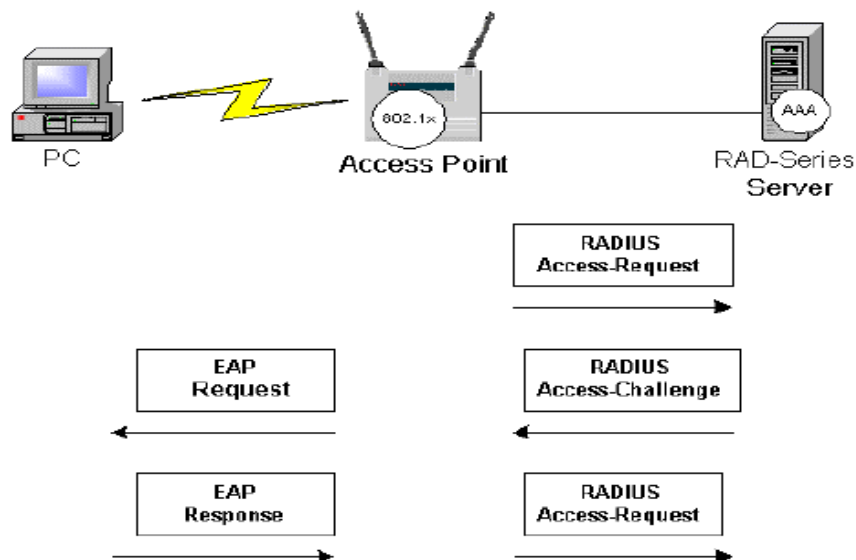 802.1x
AAA
PC
Access Point
RAD-Series
Server
RADIUS
Access-Request
EAP
Request
RADIUS
Access-Challenge
EAP
Response
RADIUS
Access-Request